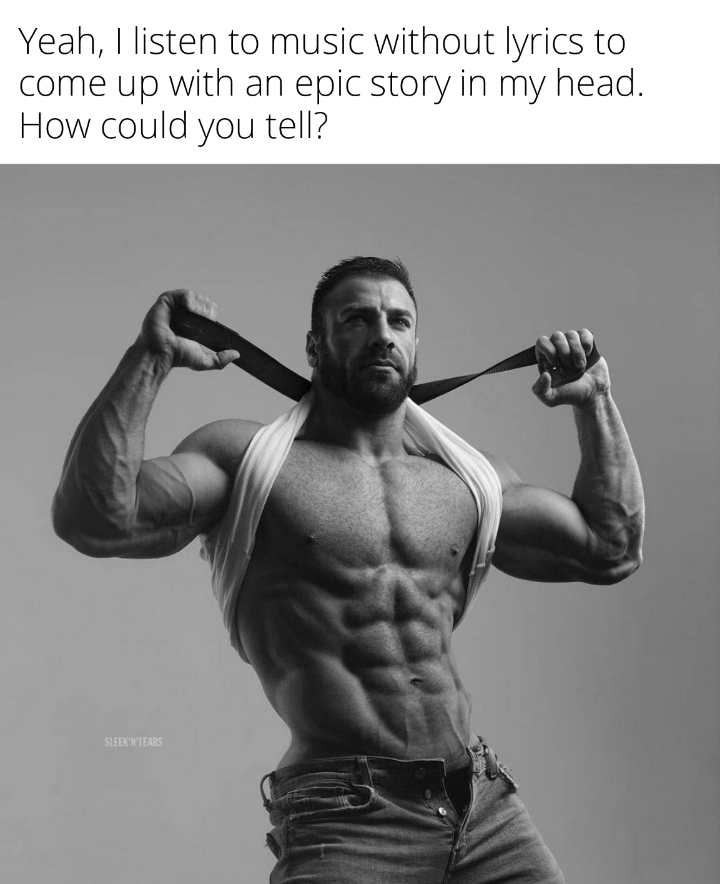 Yeah, I listen to music without lyrics to
come up with an epic story in my head.
How could you tell?
SLEEK'N'TEARS